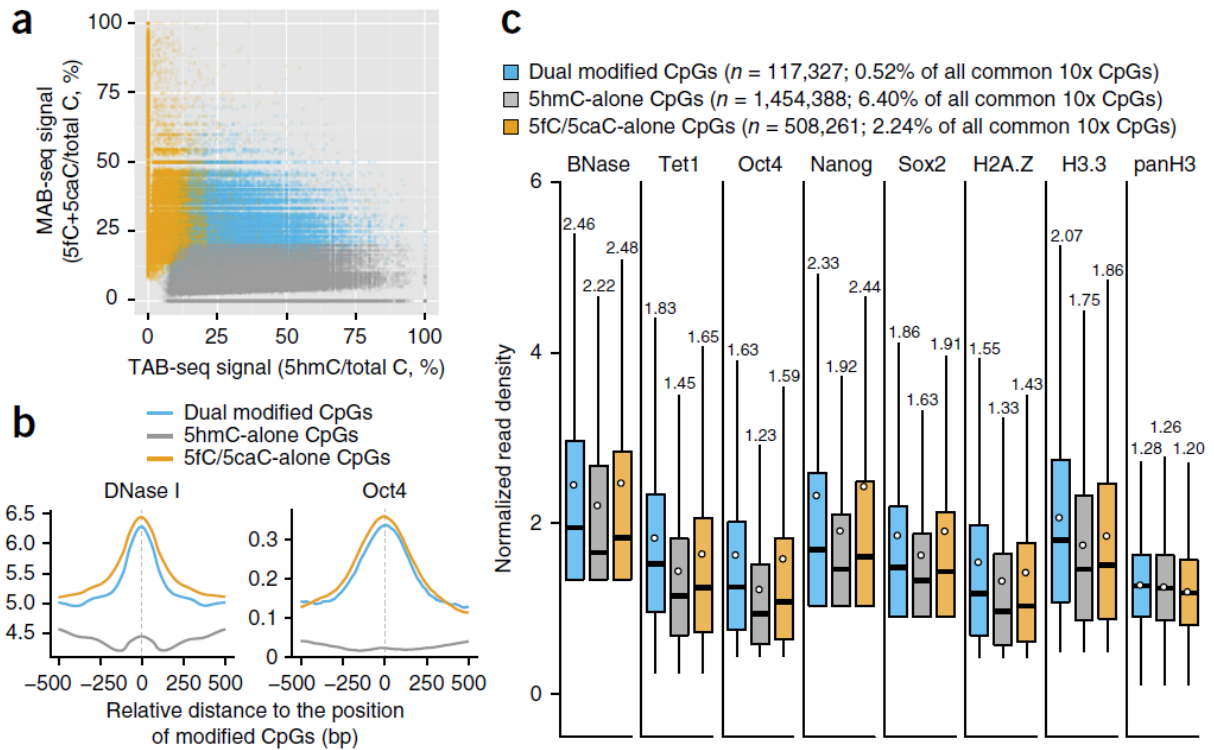 a
MAB-seq signal
(5fC+5caC/total C, %)
100
75
50
25
0
0 25 50 75 100
TAB-seq signal (5hmC/total C, %)
b
Dual modified CpGs
5hmC-alone CpGs
5fC/5caC-alone CpGs
DNase I
6.5
6.0
5.5
5.0
4.5
−500 −250 0 250 500
Oct4
0.3
0.2
0.1
0
−500 −250 0 250 500
Relative distance to the position
of modified CpGs (bp)
c
Dual modified CpGs (n = 117,327; 0.52% of all common 10x CpGs)
5hmC-alone CpGs (n = 1,454,388; 6.40% of all common 10x CpGs)
5fC/5caC-alone CpGs (n = 508,261; 2.24% of all common 10x CpGs)
BNase Tet1 Oct4 Nanog Sox2 H2A.Z H3.3 panH3
Normalized read density
6
4
2
0
2.46 2.22 2.48
1.83 1.45 1.65
1.63 1.23 1.59
2.33 1.92 2.44
1.86 1.63 1.91
1.55 1.33 1.43
2.07 1.75 1.86
1.28 1.26 1.20